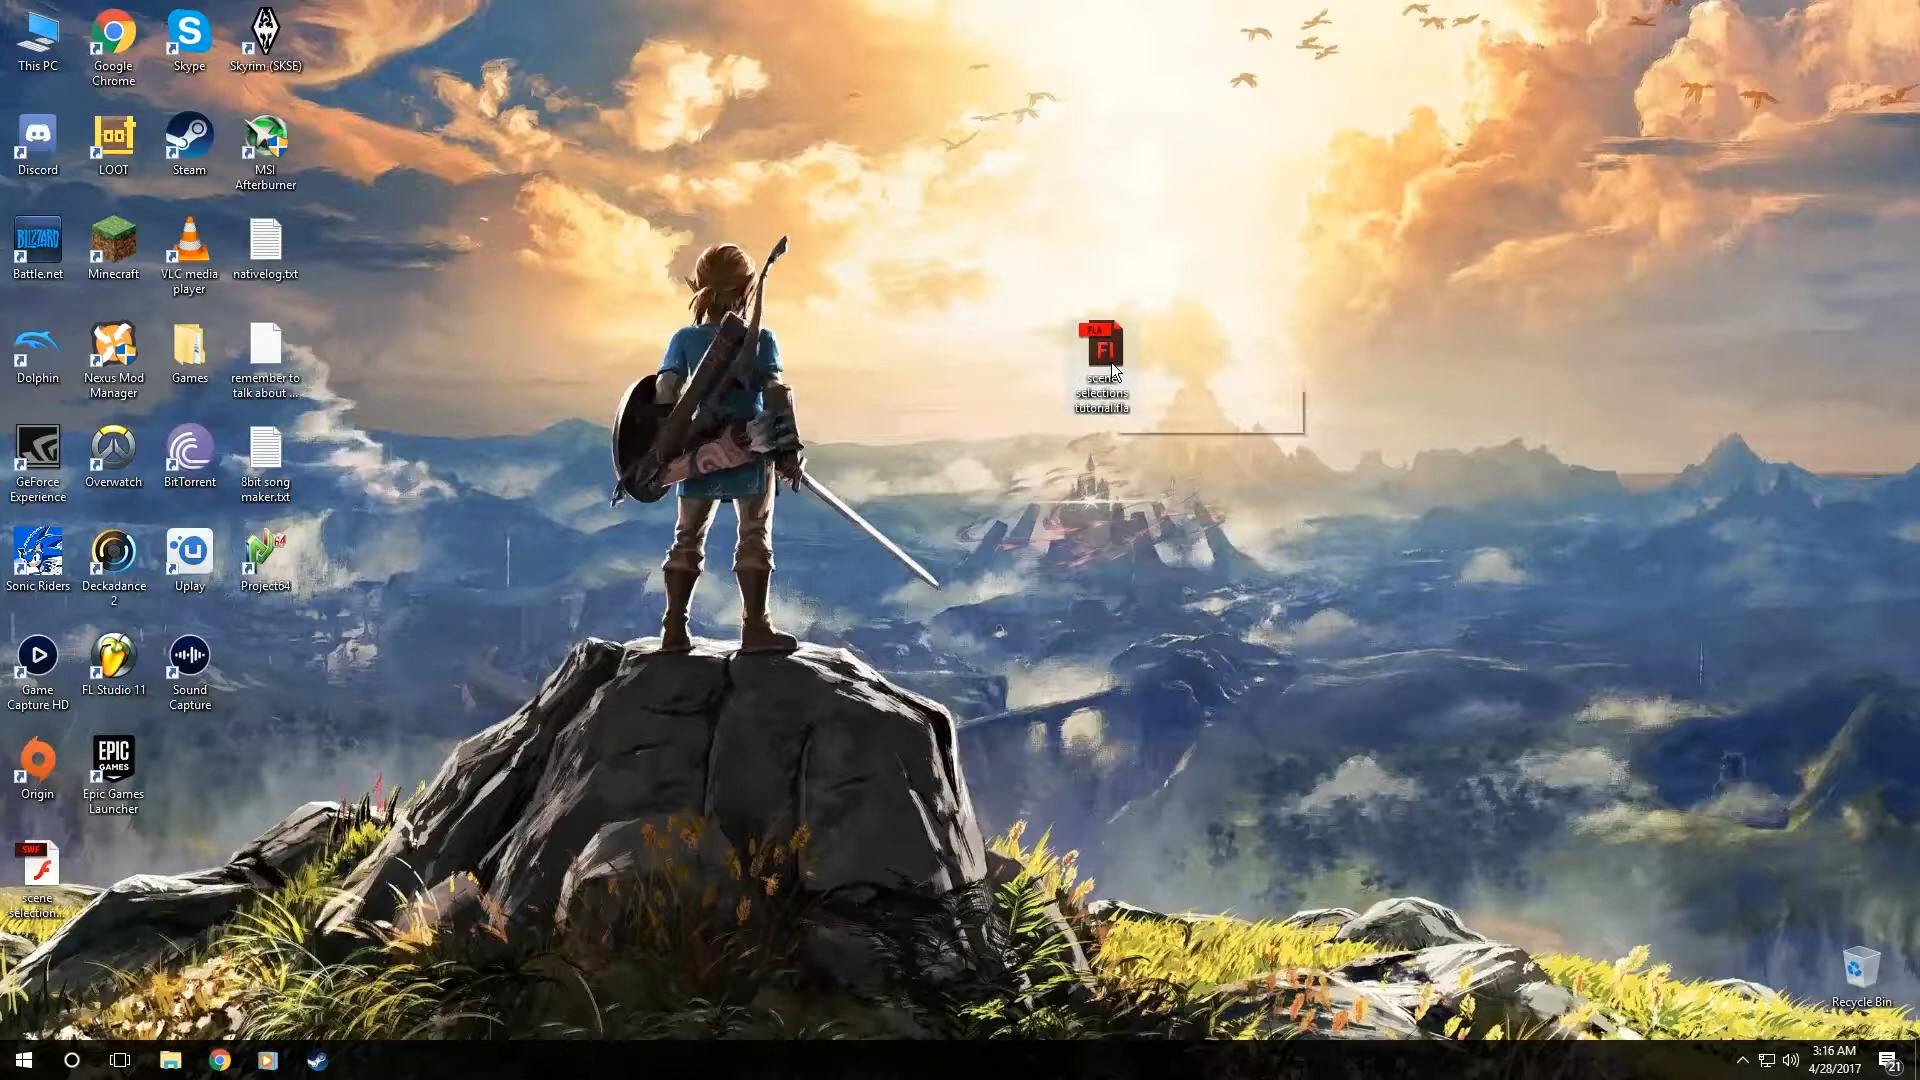 This PC
Google
Chrome
Skype
Skyrim (SKSE)
Discord
LOOT
Steam
MSI
Afterburner
BLIZZARD
Battle.net
Minecraft
VLC media
player
nativelog.txt
Dolphin
Nexus Mod
Manager
Games
remember to
talk about ...
GeForce
Experience
Overwatch
BitTorrent
8bit song
maker.txt
Sonic Riders
Deckadance
2
Uplay
64
Project64
Game
Capture HD
FL Studio 11
Sound
Capture
Origin
EPIC
GAMES
Epic Games
Launcher
SWF
scene
selection...
FLA
Fl
scene
selections
tutorial.fla
Recycle Bin
3:16 AM
4/28/2017
21